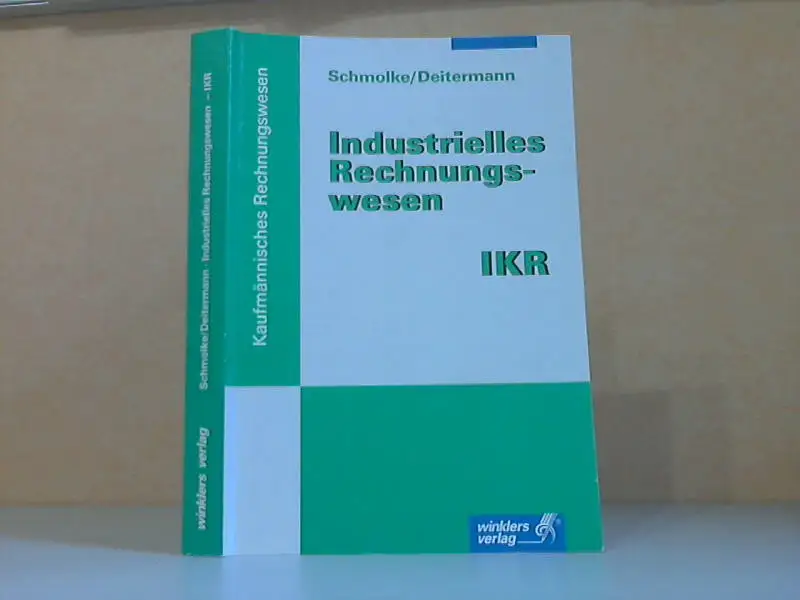 Schmolke/Deitermann
Industrielles
Rechnungs-
wesen
IKR
Kaufmännisches Rechnungswesen
winklers
verlag
Schmolke/Deitermann · Industrielles Rechnungswesen – IKR
winklers verlag